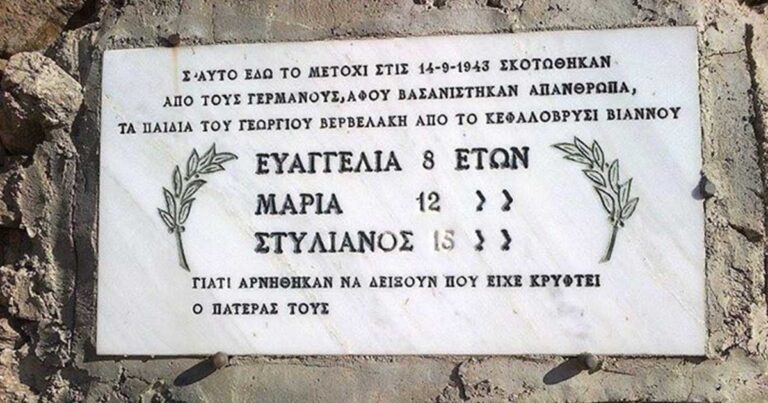 Σ'ΑΥΤΟ ΕΔΩ ΤΟ ΜΕΤΟΧΙ ΣΤΙΣ 14-9-1943 ΣΚΟΤΩΘΗΚΑΝ
ΑΠΟ ΤΟΥΣ ΓΕΡΜΑΝΟΥΣ, ΑΦΟΥ ΒΑΣΑΝΙΣΤΗΚΑΝ ΑΠΑΝΘΡΩΠΑ,
ΤΑ ΠΑΙΔΙΑ ΤΟΥ ΓΕΩΡΓΙΟΥ ΒΕΡΒΕΛΑΚΗ ΑΠΟ ΤΟ ΚΕΦΑΛΟΒΡΥΣΙ ΒΙΑΝΝΟΥ
ΕΥΑΓΓΕΛΙΑ 8 ΕΤΩΝ
ΜΑΡΙΑ 12 》》
ΣΤΥΛΙΑΝΟΣ 15 》》
ΓΙΑΤΙ ΑΡΝΗΘΗΚΑΝ ΝΑ ΔΕΙΞΟΥΝ ΠΟΥ ΕΙΧΕ ΚΡΥΦΤΕΙ
Ο ΠΑΤΕΡΑΣ ΤΟΥΣ